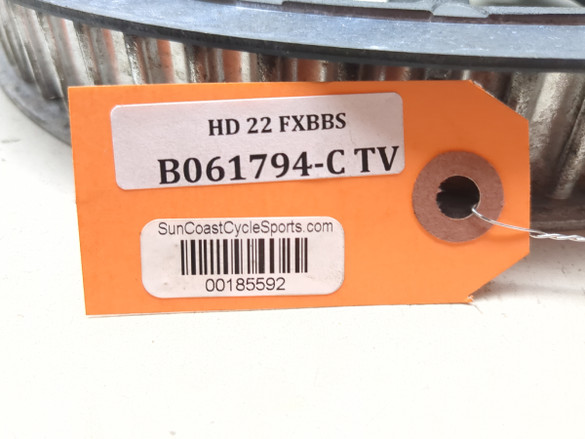 HD 22 FXBBS
B061794-C TV
SunCoastCycleSports.com
00185592